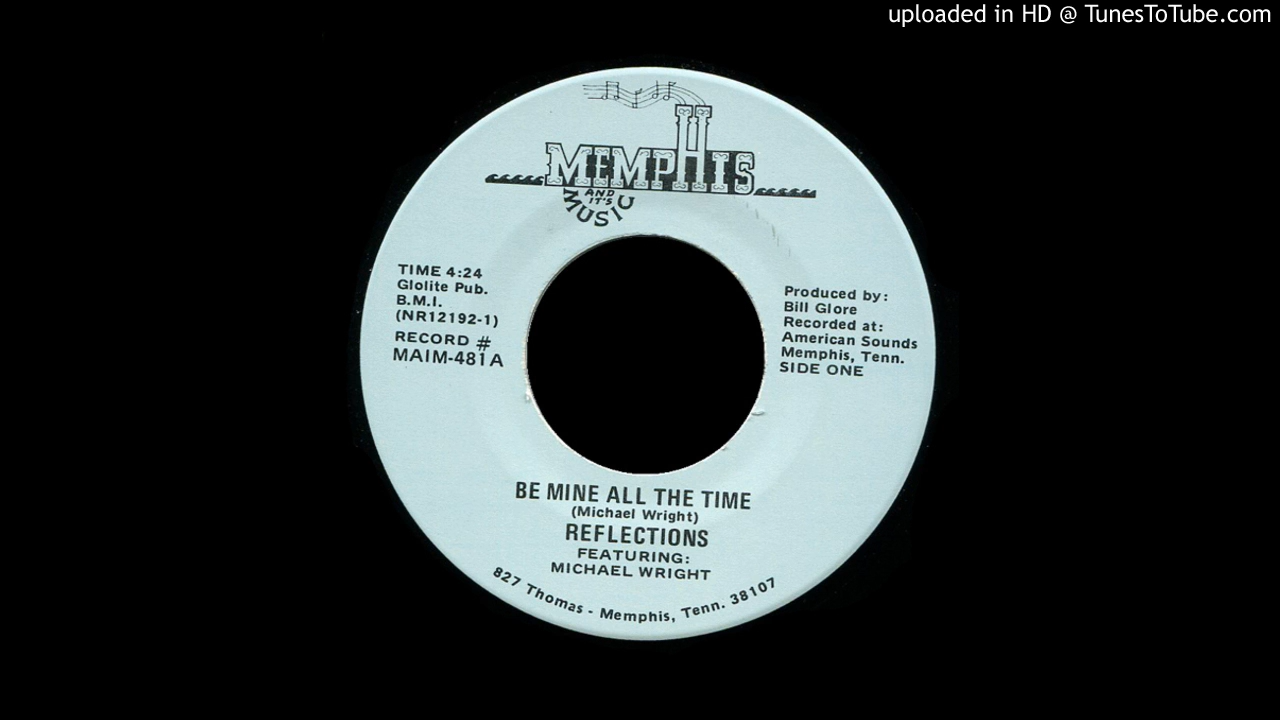 uploaded in HD @ TunesToTube.com
MEMPHIS
AND
IT'S
MUSIC
TIME 4:24
Glolite Pub.
B.M.I.
(NR12192-1)
RECORD #
MAIM-481A
Produced by:
Bill Glore
Recorded at:
American Sounds
Memphis, Tenn.
SIDE ONE
BE MINE ALL THE TIME
(Michael Wright)
REFLECTIONS
FEATURING:
MICHAEL WRIGHT
827 Thomas - Memphis, Tenn. 38107